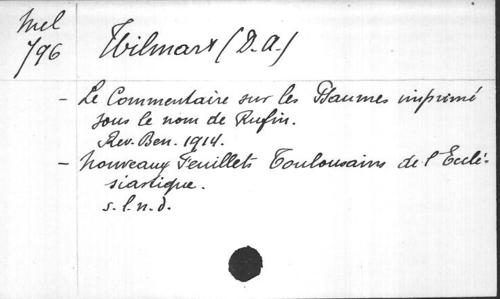 Mel
796
Wilmart (D.A.)
- Le Commentaire sur les Psaumes imprimé
sous le nom de Rufin.
Rev. Ben. 1914.
- Nouveaux Feuillets Toulousains de l'Ecclé-
siastique.
s.l.n.d.